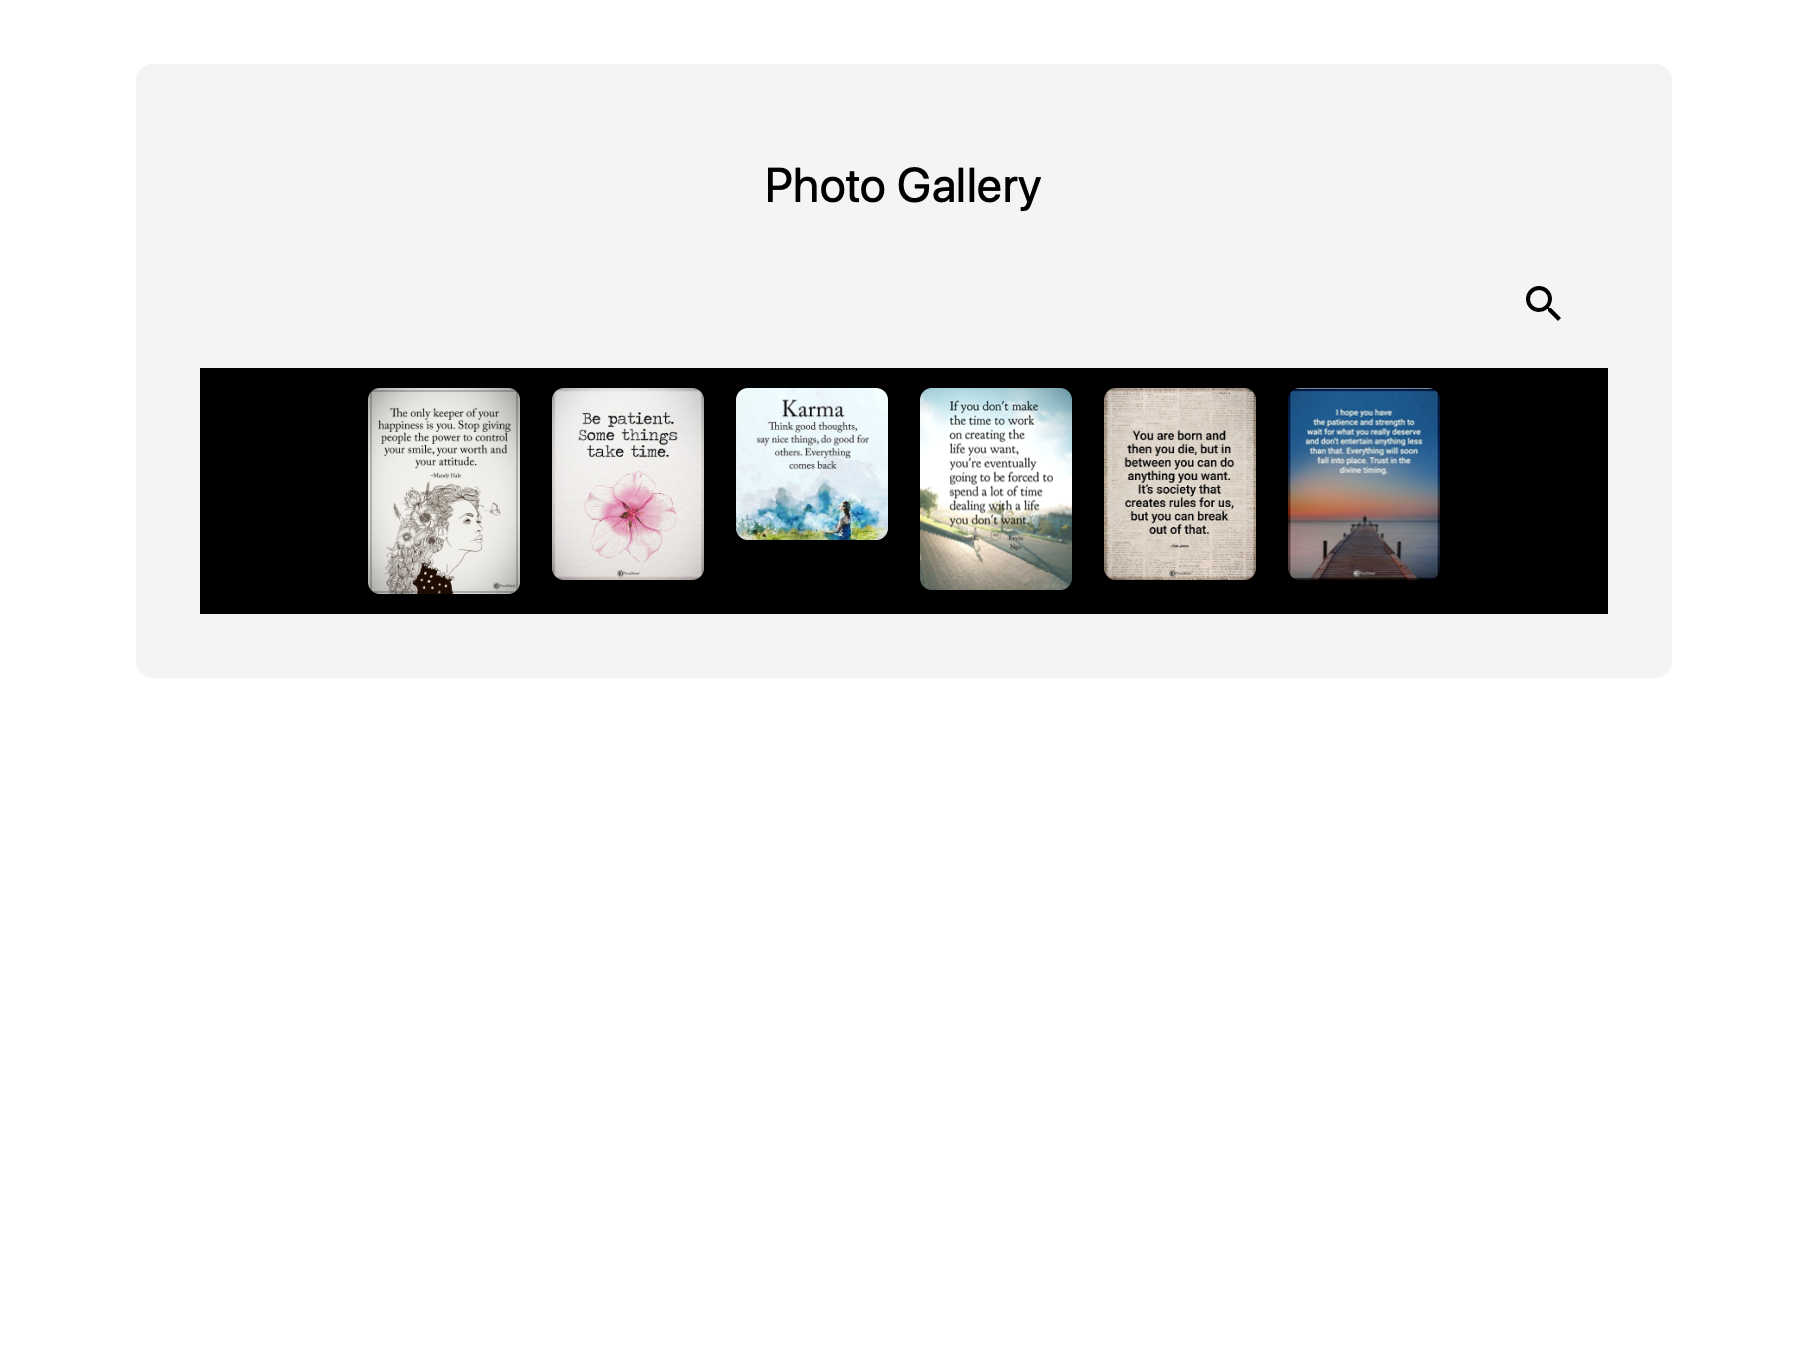 Photo Gallery
The only keeper of your
happiness is you. Stop giving
people the power to control
your smile, your worth and
your attitude.
~Mandy Hale
Be patient.
Some things
take time.
Karma
Think good thoughts,
say nice things, do good for
others. Everything
comes back
If you don't make
the time to work
on creating the
life you want,
you're eventually
going to be forced to
spend a lot of time
dealing with a life
you don't want.
Kevin
Ngo
You are born and
then you die, but in
between you can do
anything you want.
It's society that
creates rules for us,
but you can break
out of that.
I hope you have
the patience and strength to
wait for what you really deserve
and don't entertain anything less
than that. Everything will soon
fall into place. Trust in the
divine timing.